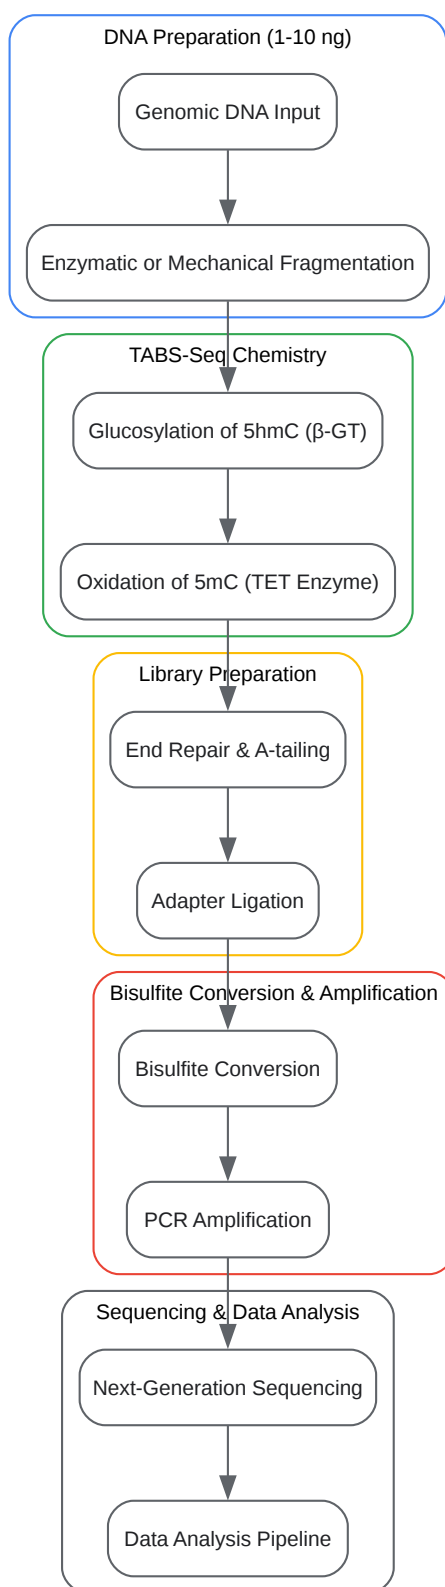 DNA Preparation (1-10 ng)
Genomic DNA Input
Enzymatic or Mechanical Fragmentation
TABS-Seq Chemistry
Glucosylation of 5hmC (β-GT)
Oxidation of 5mC (TET Enzyme)
Library Preparation
End Repair & A-tailing
Adapter Ligation
Bisulfite Conversion & Amplification
Bisulfite Conversion
PCR Amplification
Sequencing & Data Analysis
Next-Generation Sequencing
Data Analysis Pipeline